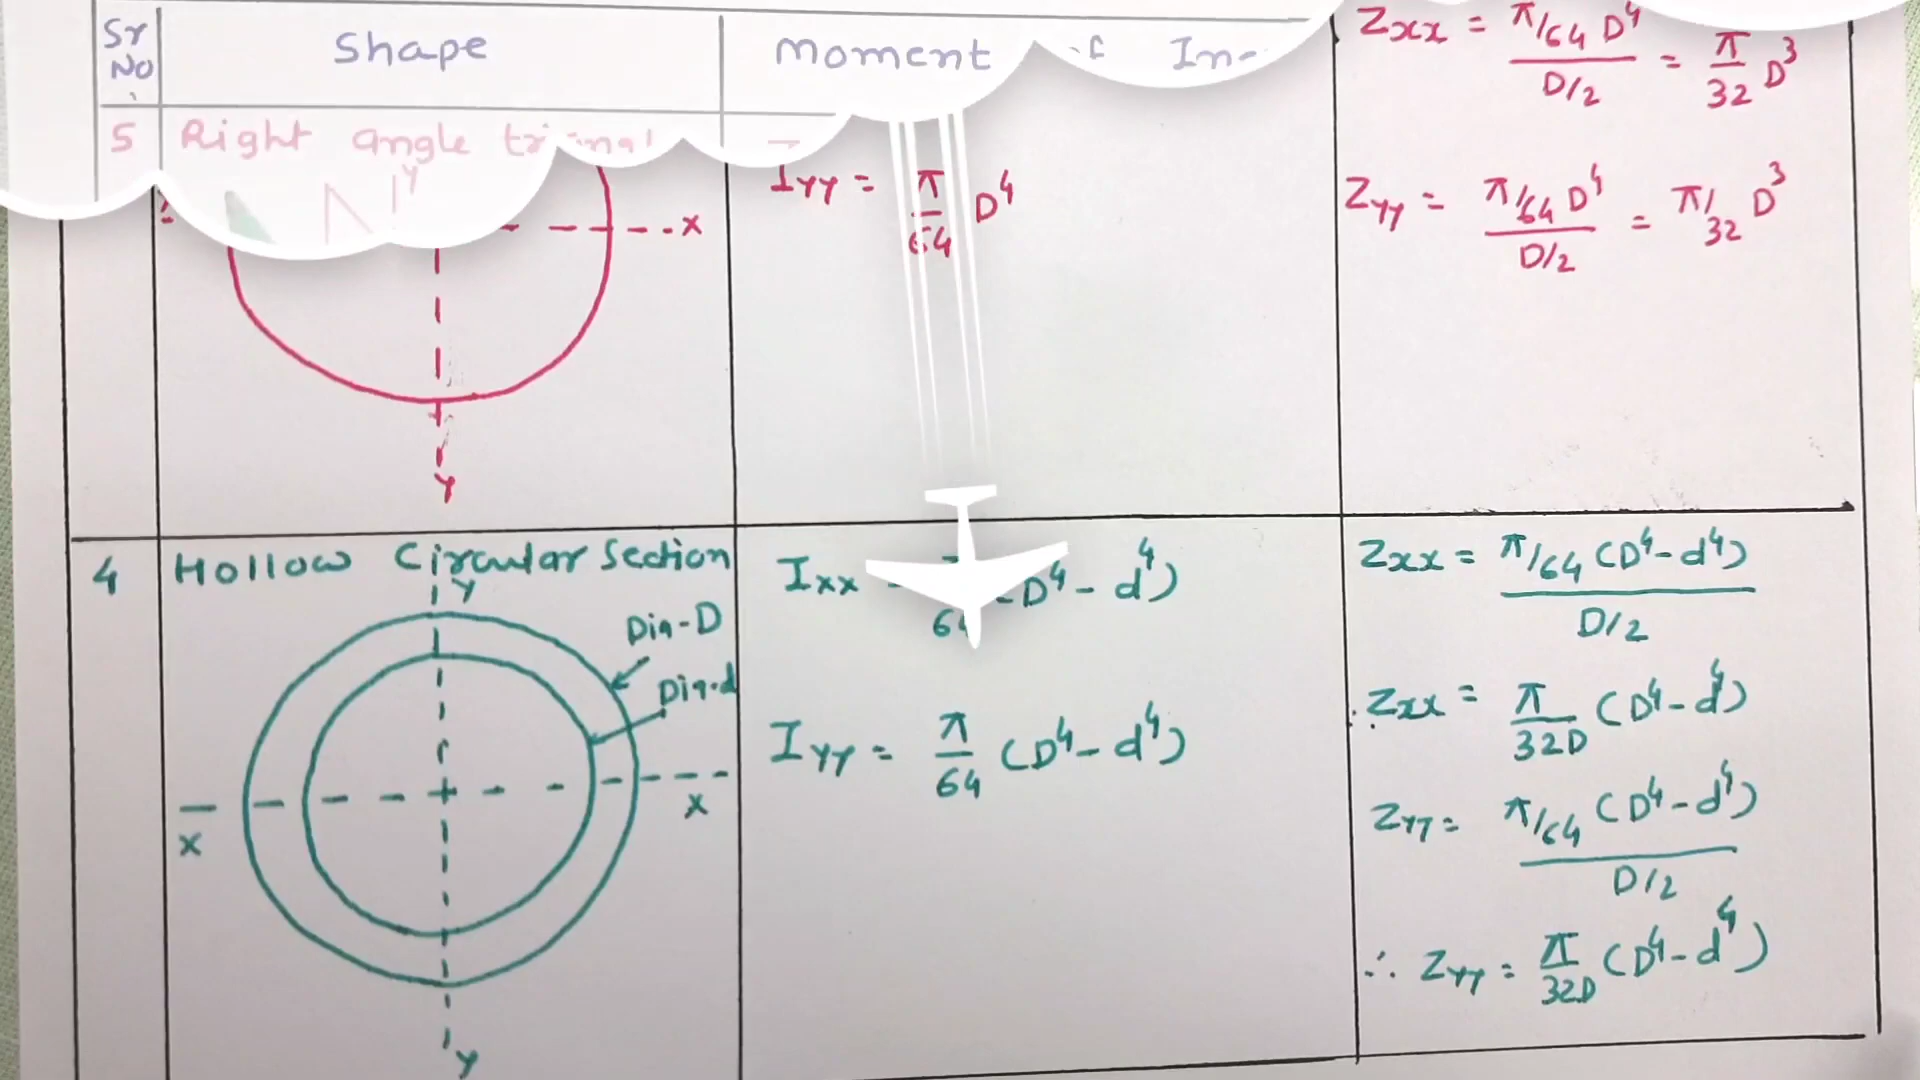 Sr No
Shape
Moment
5 Right angle
Y
Zxx = π/64 D⁴ / D/2 = π/32 D³
Iyy = π/64 D⁴
Zyy = π/64 D⁴ / D/2 = π/32 D³
x
y
4 Hollow Circular Section
y
Dia-D
Dia-d
x
x
y
Ixx
64
D⁴- d⁴)
Iyy = π/64 (D⁴- d⁴)
Zxx = π/64 (D⁴-d⁴) / D/2
∴ Zxx = π/32D (D⁴-d⁴)
Zyy = π/64 (D⁴-d⁴) / D/2
∴ Zyy = π/32D (D⁴-d⁴)